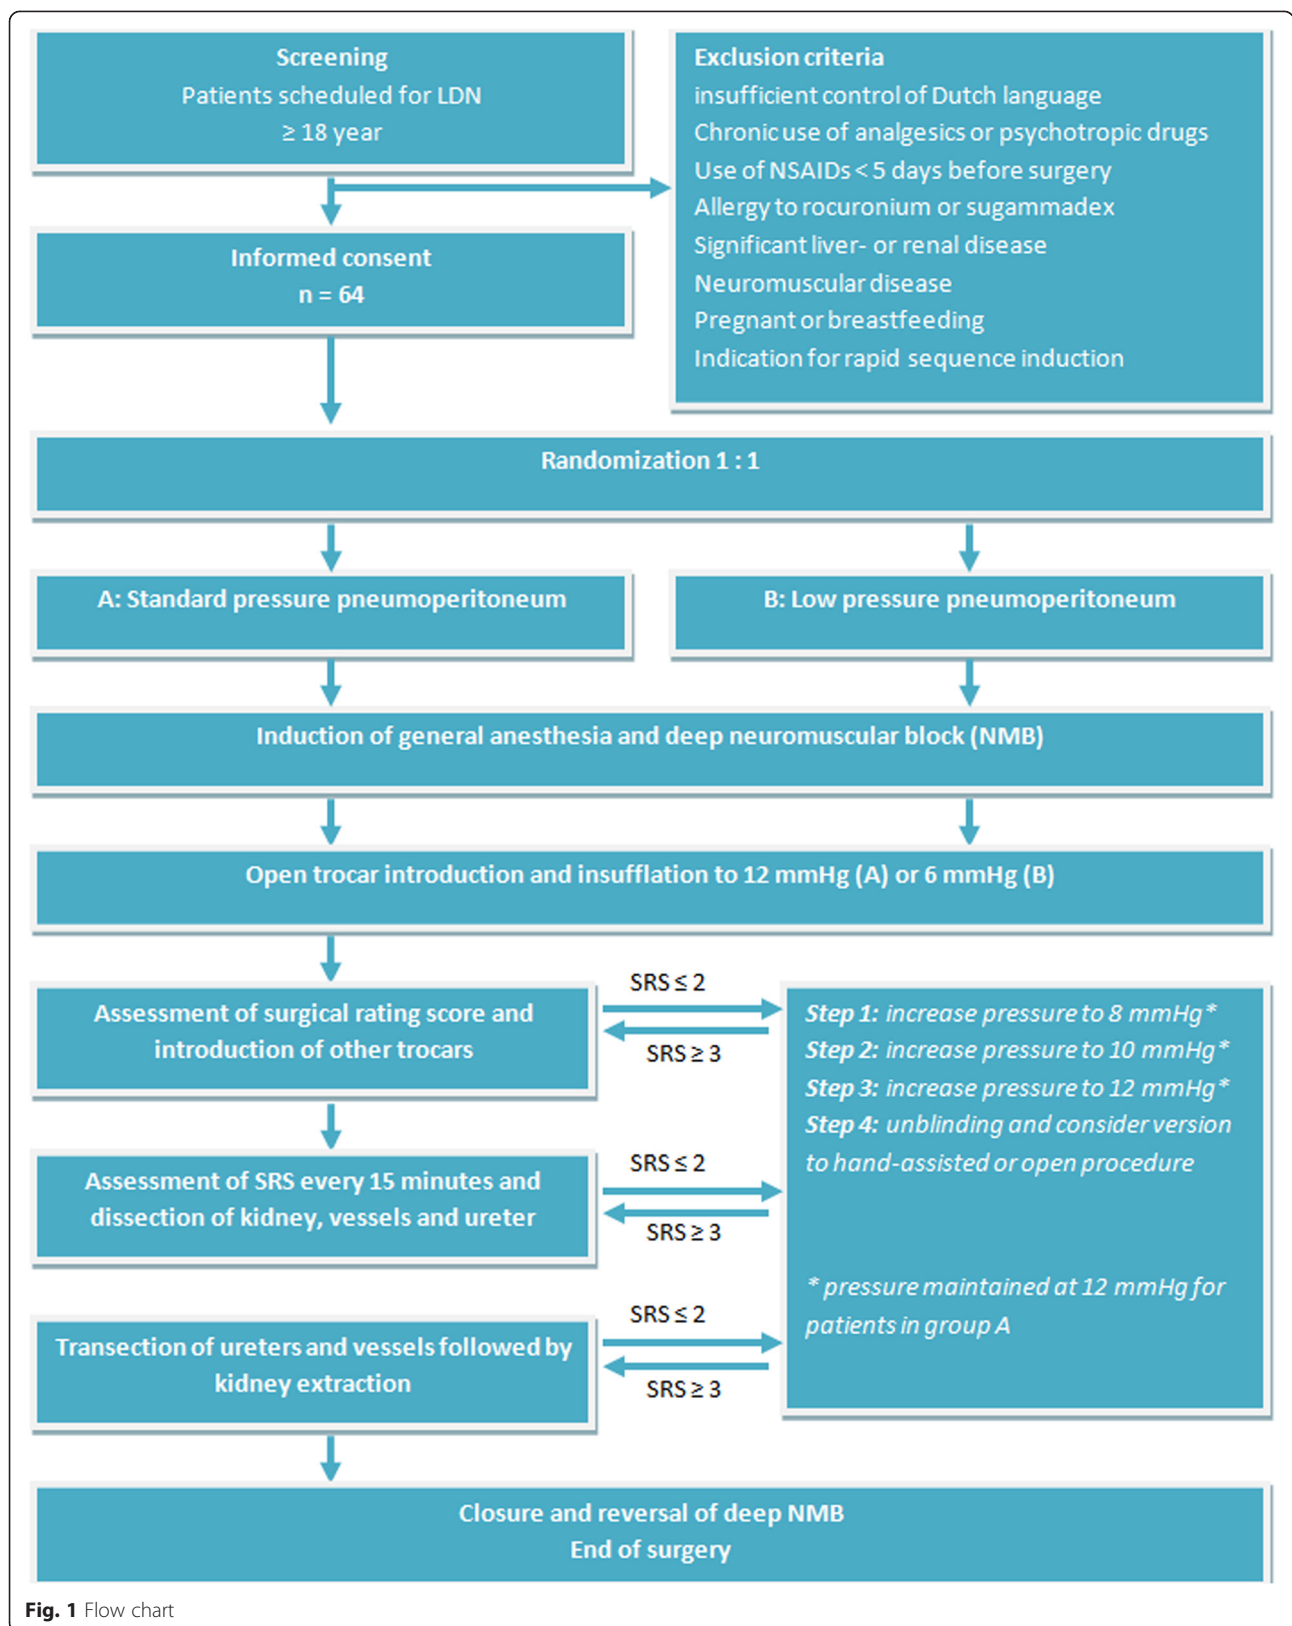 Screening
Patients scheduled for LDN
≥ 18 year
Exclusion criteria
insufficient control of Dutch language
Chronic use of analgesics or psychotropic drugs
Use of NSAIDs < 5 days before surgery
Allergy to rocuronium or sugammadex
Significant liver- or renal disease
Neuromuscular disease
Pregnant or breastfeeding
Indication for rapid sequence induction
Informed consent
n = 64
Randomization 1 : 1
A: Standard pressure pneumoperitoneum
B: Low pressure pneumoperitoneum
Induction of general anesthesia and deep neuromuscular block (NMB)
Open trocar introduction and insufflation to 12 mmHg (A) or 6 mmHg (B)
Assessment of surgical rating score and
introduction of other trocars
SRS ≤ 2
SRS ≥ 3
Step 1: increase pressure to 8 mmHg*
Step 2: increase pressure to 10 mmHg*
Step 3: increase pressure to 12 mmHg*
Step 4: unblinding and consider version
to hand-assisted or open procedure
* pressure maintained at 12 mmHg for
patients in group A
Assessment of SRS every 15 minutes and
dissection of kidney, vessels and ureter
SRS ≤ 2
SRS ≥ 3
Transection of ureters and vessels followed by
kidney extraction
SRS ≤ 2
SRS ≥ 3
Closure and reversal of deep NMB
End of surgery
Fig. 1 Flow chart